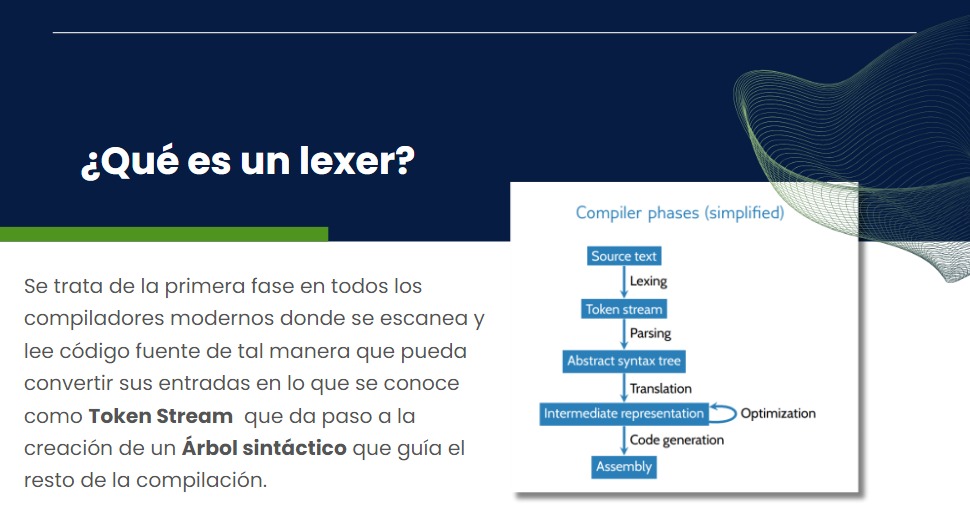 ¿Qué es un lexer?
Se trata de la primera fase en todos los
compiladores modernos donde se escanea y
lee código fuente de tal manera que pueda
convertir sus entradas en lo que se conoce
como Token Stream que da paso a la
creación de un Árbol sintáctico que guía el
resto de la compilación.
Compiler phases (simplified)
Source text
Lexing
Token stream
Parsing
Abstract syntax tree
Translation
Intermediate representation
Optimization
Code generation
Assembly